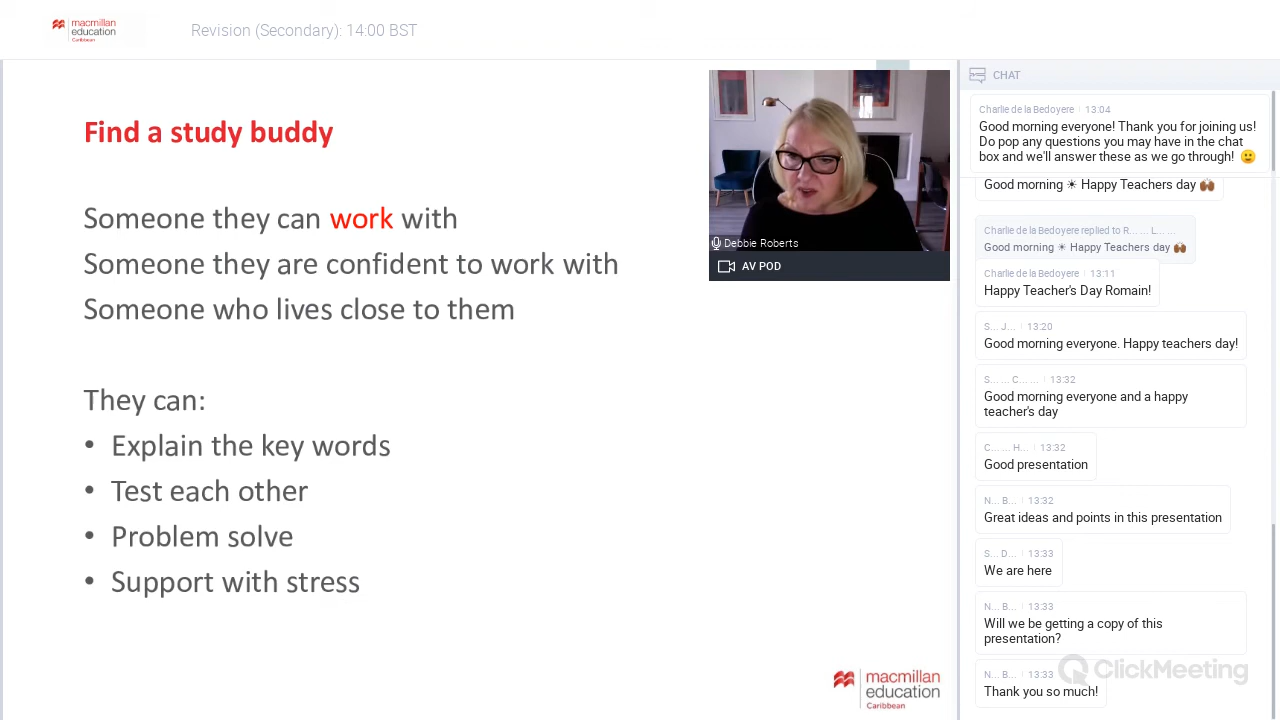 macmillan
education
Caribbean
Revision (Secondary): 14:00 BST
Find a study buddy
Someone they can work with
Someone they are confident to work with
Someone who lives close to them
They can:
• Explain the key words
• Test each other
• Problem solve
• Support with stress
Debbie Roberts
AV POD
macmillan
education
Caribbean
CHAT
Charlie de la Bedoyere 13:04
Good morning everyone! Thank you for joining us!
Do pop any questions you may have in the chat
box and we'll answer these as we go through! 🙂
Good morning ☀ Happy Teachers day 🙌🏾
Charlie de la Bedoyere replied to R... ... L... ...
Good morning ☀ Happy Teachers day 🙌🏾
Charlie de la Bedoyere 13:11
Happy Teacher's Day Romain!
S... J... 13:20
Good morning everyone. Happy teachers day!
S... ... C... ... 13:32
Good morning everyone and a happy
teacher's day
C... ..., H... 13:32
Good presentation
N... B... 13:32
Great ideas and points in this presentation
S... D... 13:33
We are here
N... B... 13:33
Will we be getting a copy of this
presentation?
N... B... 13:33
Thank you so much!
ClickMeeting